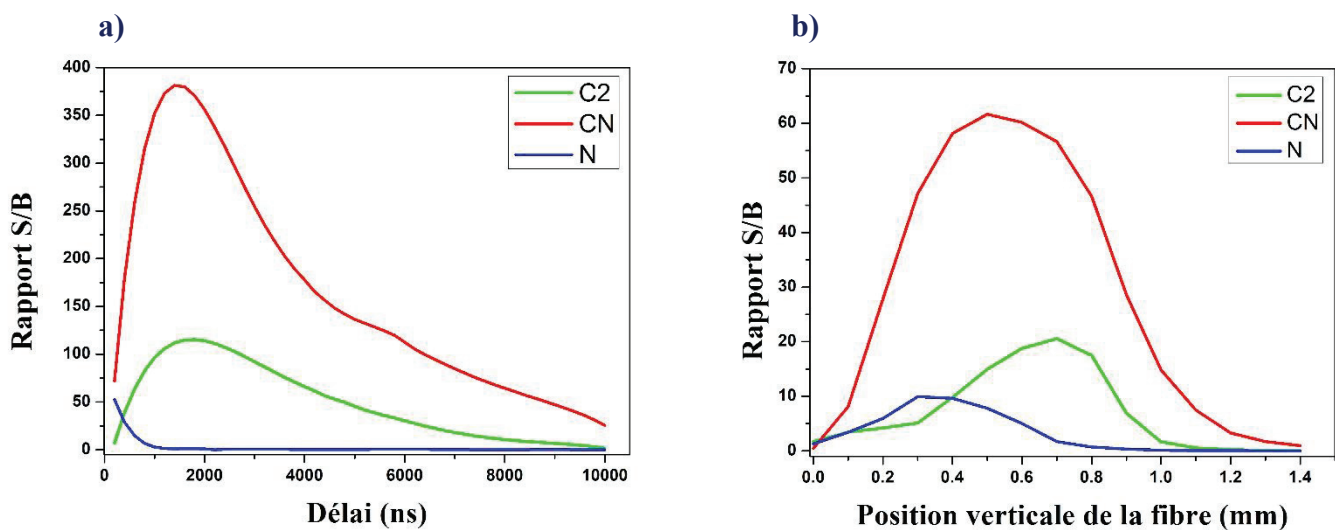 a)
Rapport S/B
400
350
300
250
200
150
100
50
0
0 2000 4000 6000 8000 10000
Délai (ns)
C2
CN
N
b)
Rapport S/B
70
60
50
40
30
20
10
0
0.0 0.2 0.4 0.6 0.8 1.0 1.2 1.4
Position verticale de la fibre (mm)
C2
CN
N